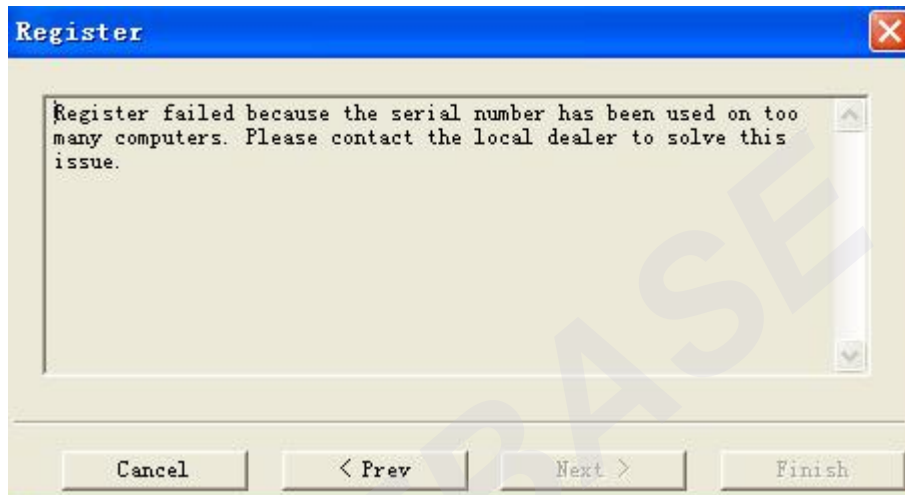 Register
Register failed because the serial number has been used on too
many computers. Please contact the local dealer to solve this
issue.
Cancel
< Prev
Next >
Finish
BASE